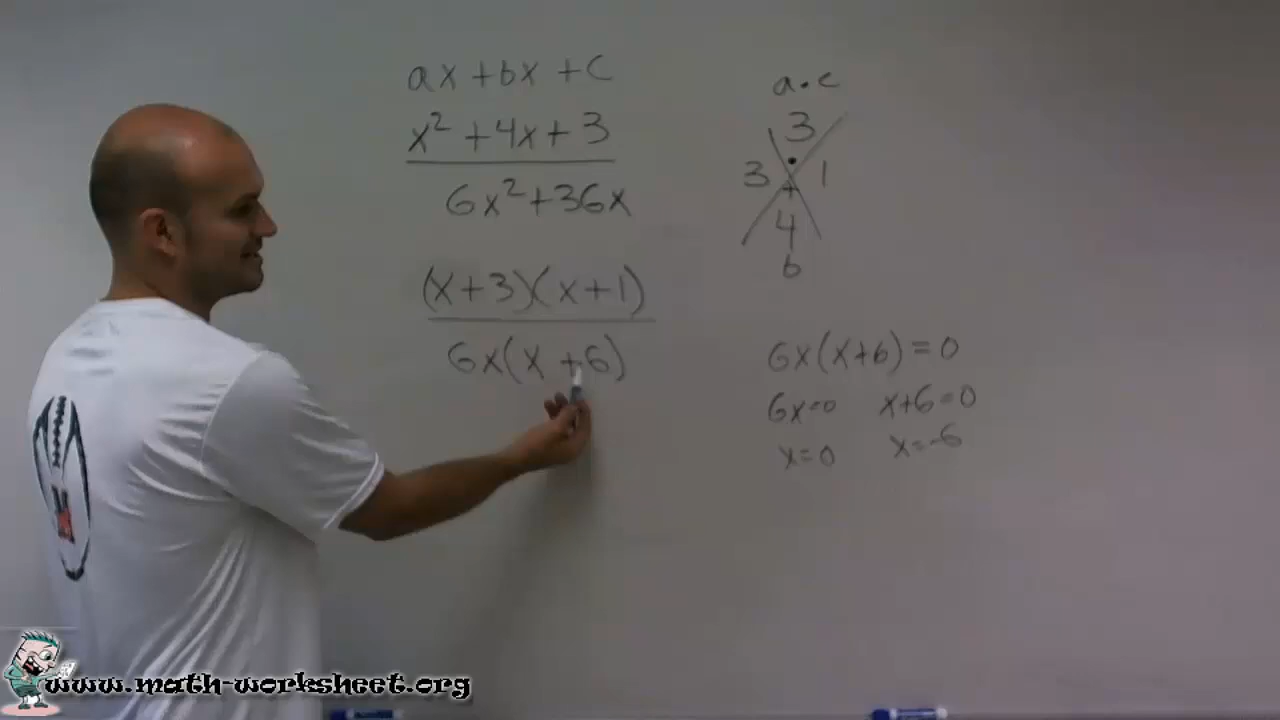 ax + bx + c
x² + 4x + 3
6x² + 36x
(x + 3)(x + 1)
6x(x + 6)
a · c
3
3 · 1
+
4
b
6x(x+6) = 0
6x=0 x+6=0
x=0 x=-6
www.math-worksheet.org